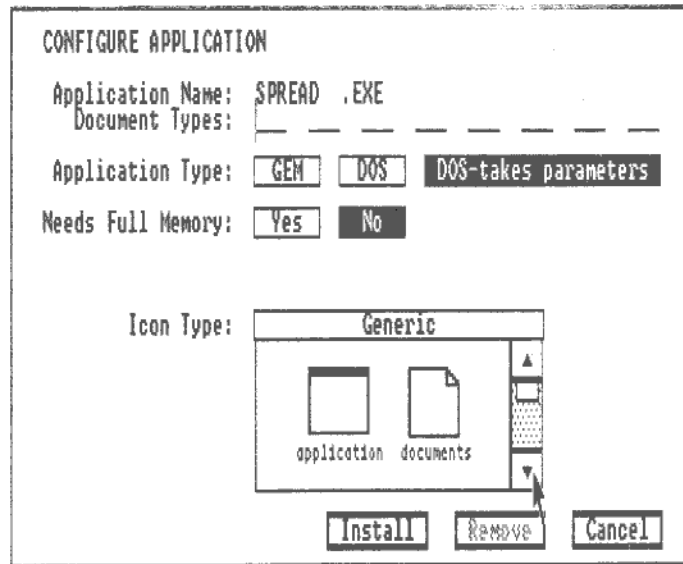 CONFIGURE APPLICATION
Application Name: SPREAD .EXE
Document Types:
Application Type: GEM DOS DOS-takes parameters
Needs Full Memory: Yes No
Icon Type: Generic
application documents
Install Remove Cancel